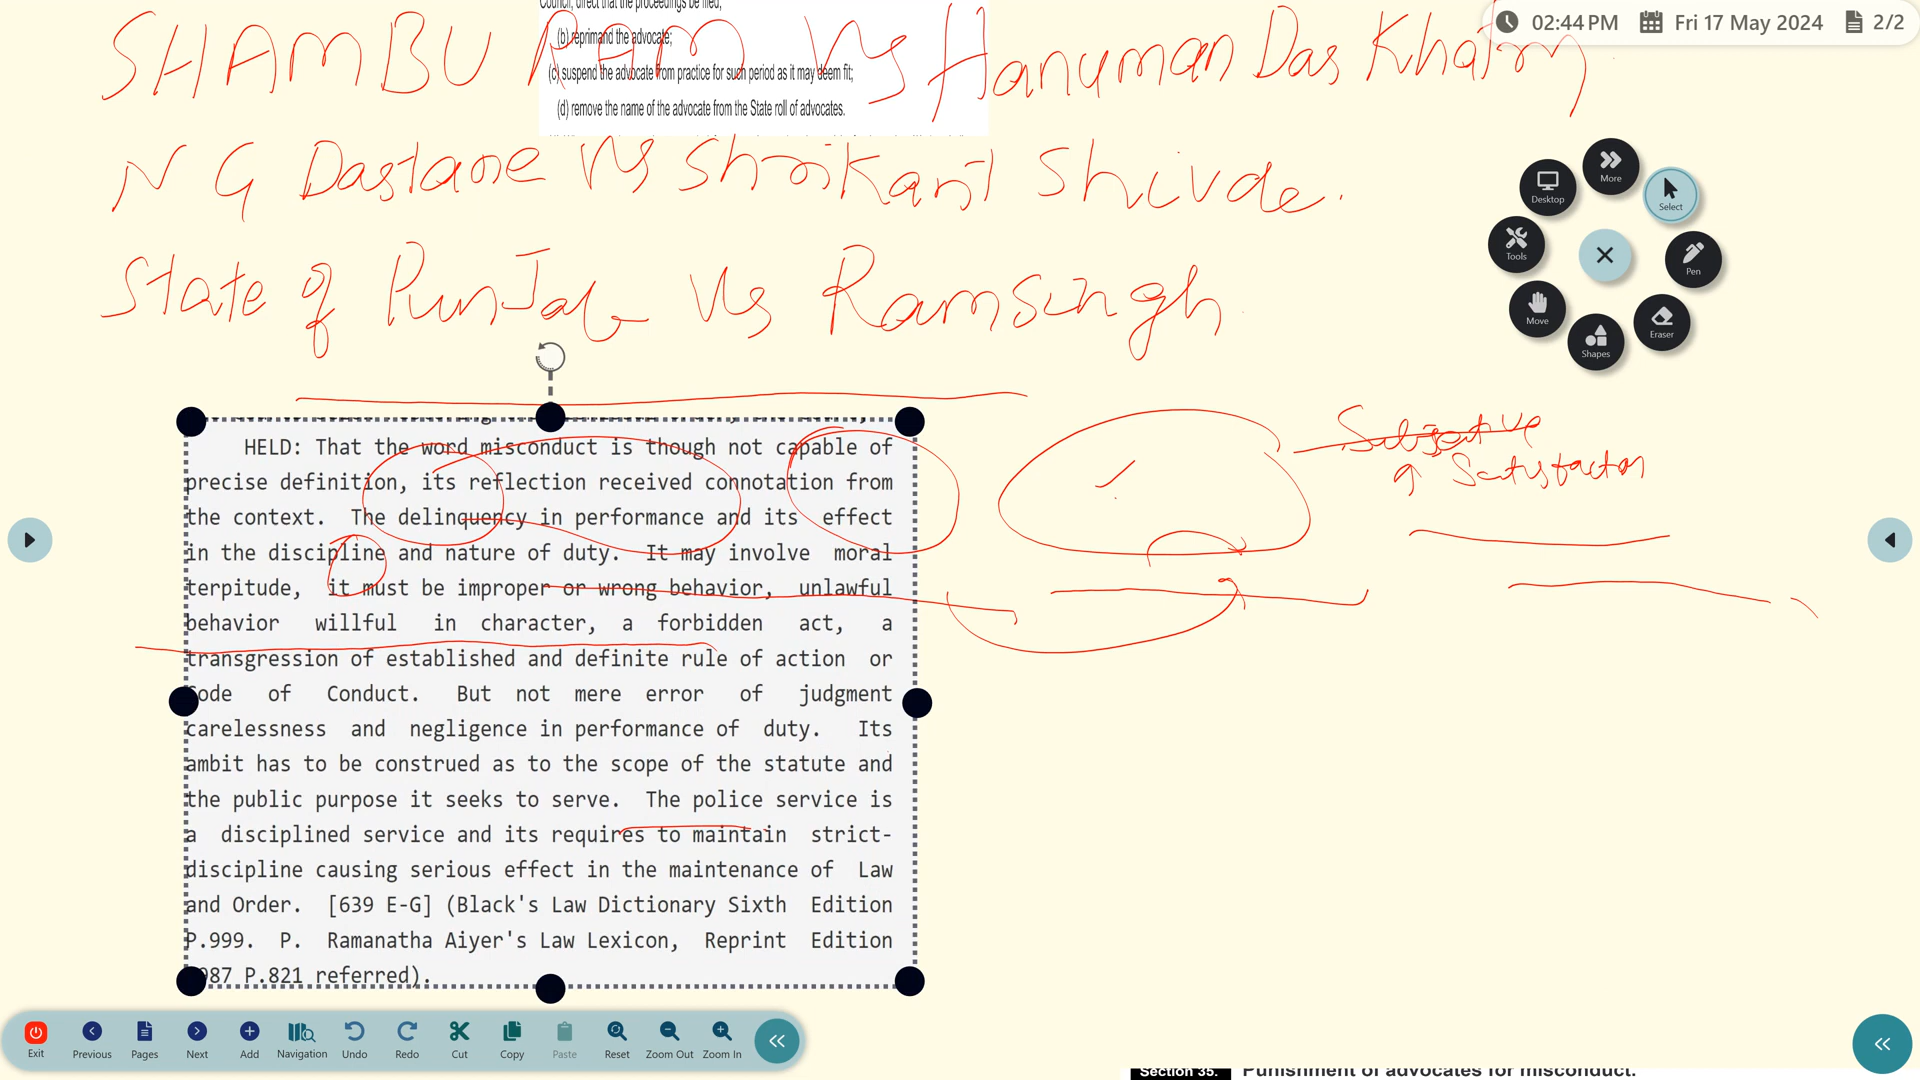 02:44 PM Fri 17 May 2024 2/2
Council, direct that the proceedings be filed;
(b) reprimand the advocate;
(c) suspend the advocate from practice for such period as it may deem fit;
(d) remove the name of the advocate from the State roll of advocates.
SHAMBU RAM Vs Hanuman Das Khatry
N G Dastane Vs Shrikant Shivde.
State of Punjab Vs Ramsingh
More
Desktop
Select
Tools
Pen
Move
Eraser
Shapes
Subjective
Satisfaction
HELD: That the word misconduct is though not capable of
precise definition, its reflection received connotation from
the context. The delinquency in performance and its effect
in the discipline and nature of duty. It may involve moral
terpitude, it must be improper or wrong behavior, unlawful
behavior willful in character, a forbidden act, a
transgression of established and definite rule of action or
Code of Conduct. But not mere error of judgment
carelessness and negligence in performance of duty. Its
ambit has to be construed as to the scope of the statute and
the public purpose it seeks to serve. The police service is
a disciplined service and its requires to maintain strict-
discipline causing serious effect in the maintenance of Law
and Order. [639 E-G] (Black's Law Dictionary Sixth Edition
P.999. P. Ramanatha Aiyer's Law Lexicon, Reprint Edition
987 P.821 referred).
Exit Previous Pages Next Add Navigation Undo Redo Cut Copy Paste Reset Zoom Out Zoom In
Section 35. Punishment of advocates for misconduct.